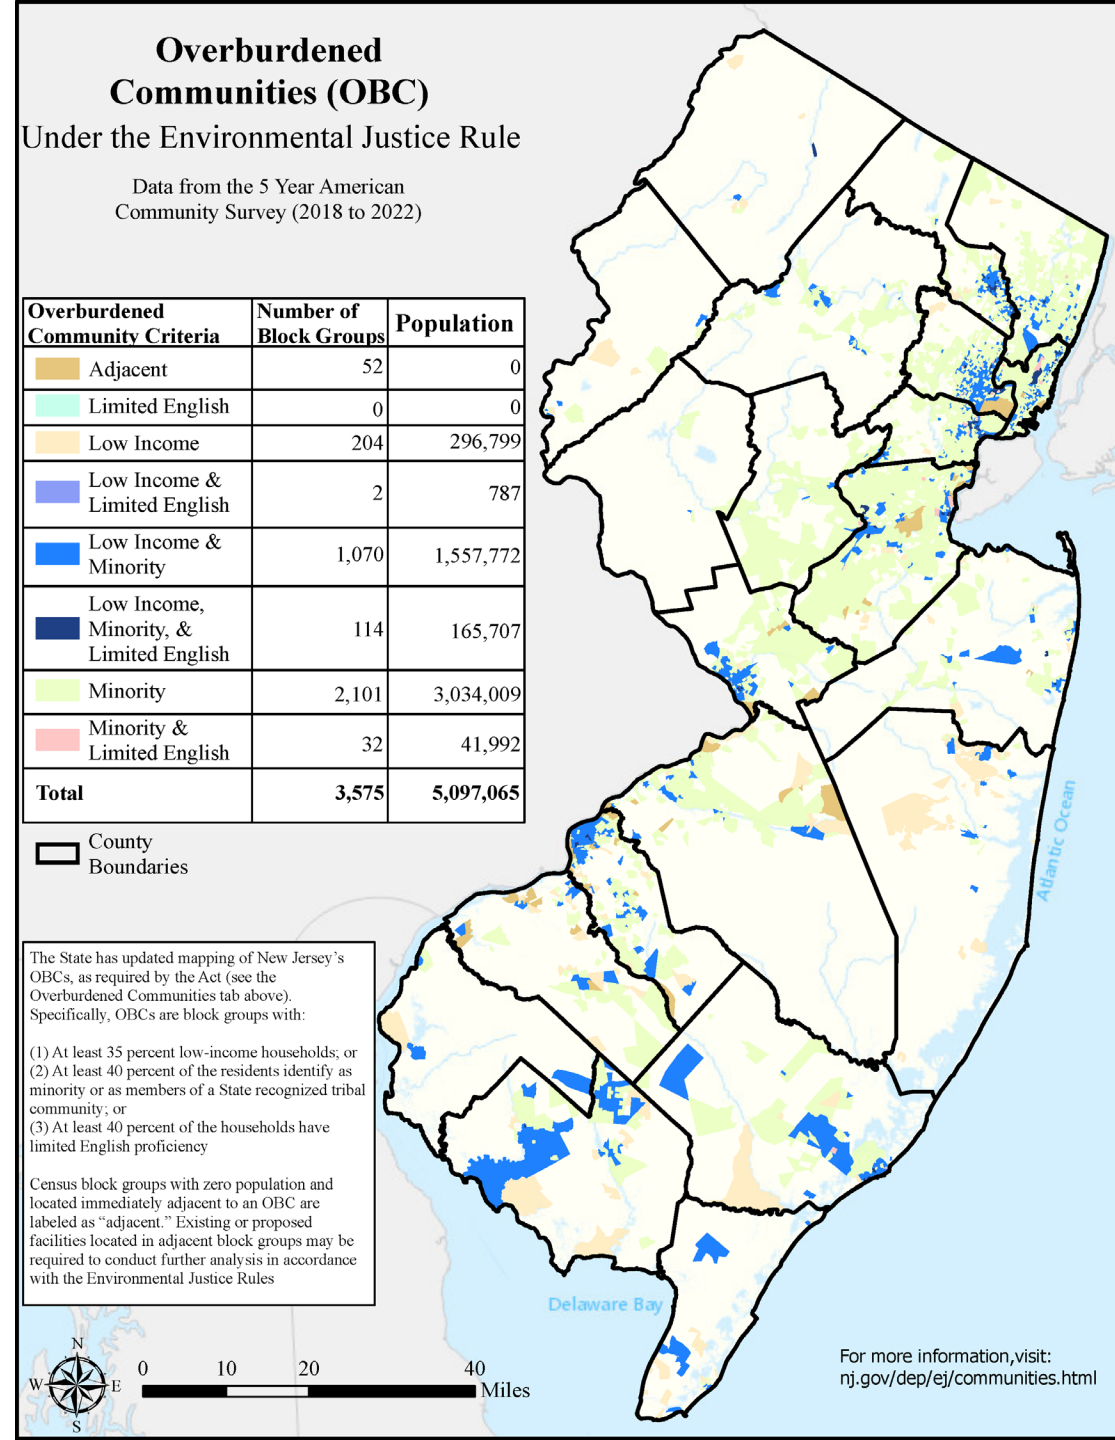 Overburdened
Communities (OBC)
Under the Environmental Justice Rule
Data from the 5 Year American
Community Survey (2018 to 2022)
Overburdened
Community Criteria
Number of
Block Groups
Population
Adjacent 52 0
Limited English 0 0
Low Income 204 296,799
Low Income &
Limited English
2 787
Low Income &
Minority
1,070 1,557,772
Low Income,
Minority, &
Limited English
114 165,707
Minority 2,101 3,034,009
Minority &
Limited English
32 41,992
Total 3,575 5,097,065
County
Boundaries
The State has updated mapping of New Jersey's
OBCs, as required by the Act (see the
Overburdened Communities tab above).
Specifically, OBCs are block groups with:
(1) At least 35 percent low-income households; or
(2) At least 40 percent of the residents identify as
minority or as members of a State recognized tribal
community; or
(3) At least 40 percent of the households have
limited English proficiency
Census block groups with zero population and
located immediately adjacent to an OBC are
labeled as “adjacent.” Existing or proposed
facilities located in adjacent block groups may be
required to conduct further analysis in accordance
with the Environmental Justice Rules
Atlantic Ocean
Delaware Bay
N
W E
S
0 10 20 40
Miles
For more information,visit:
nj.gov/dep/ej/communities.html